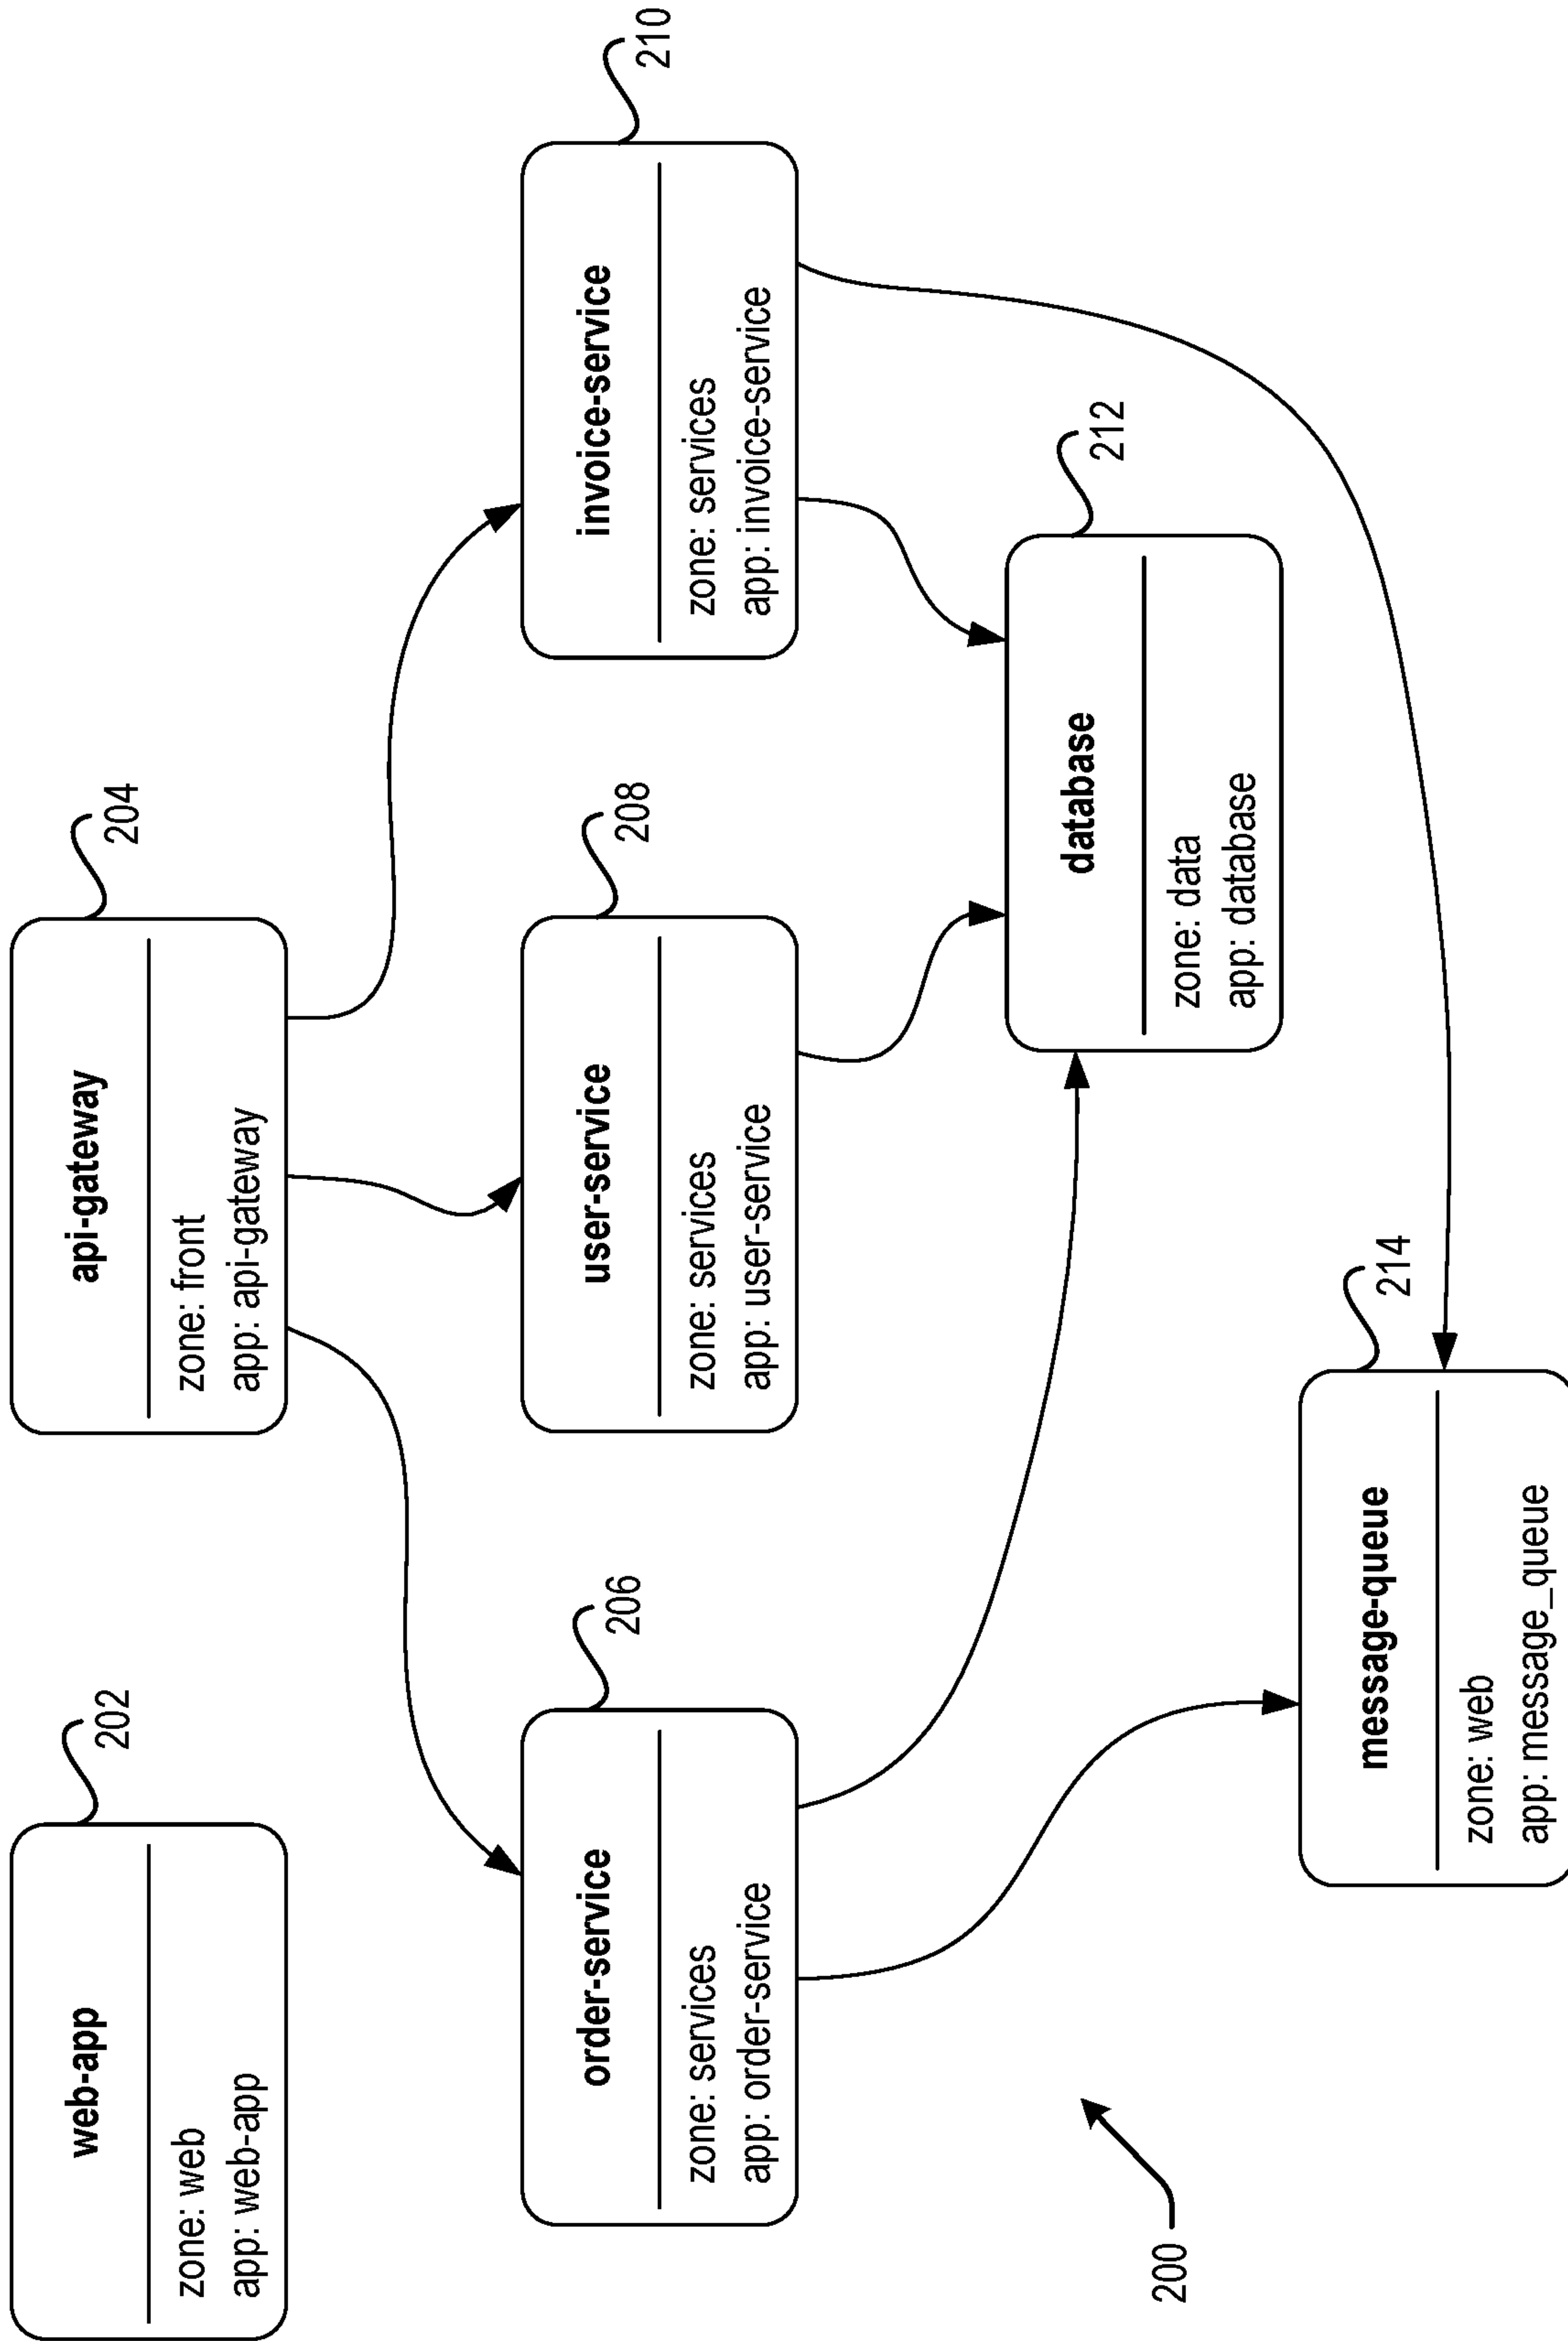 web-app
zone: web
app: web-app
202
api-gateway
zone: front
app: api-gateway
204
order-service
zone: services
app: order-service
206
user-service
zone: services
app: user-service
208
invoice-service
zone: services
app: invoice-service
210
database
zone: data
app: database
212
message-queue
zone: web
app: message_queue
214
200